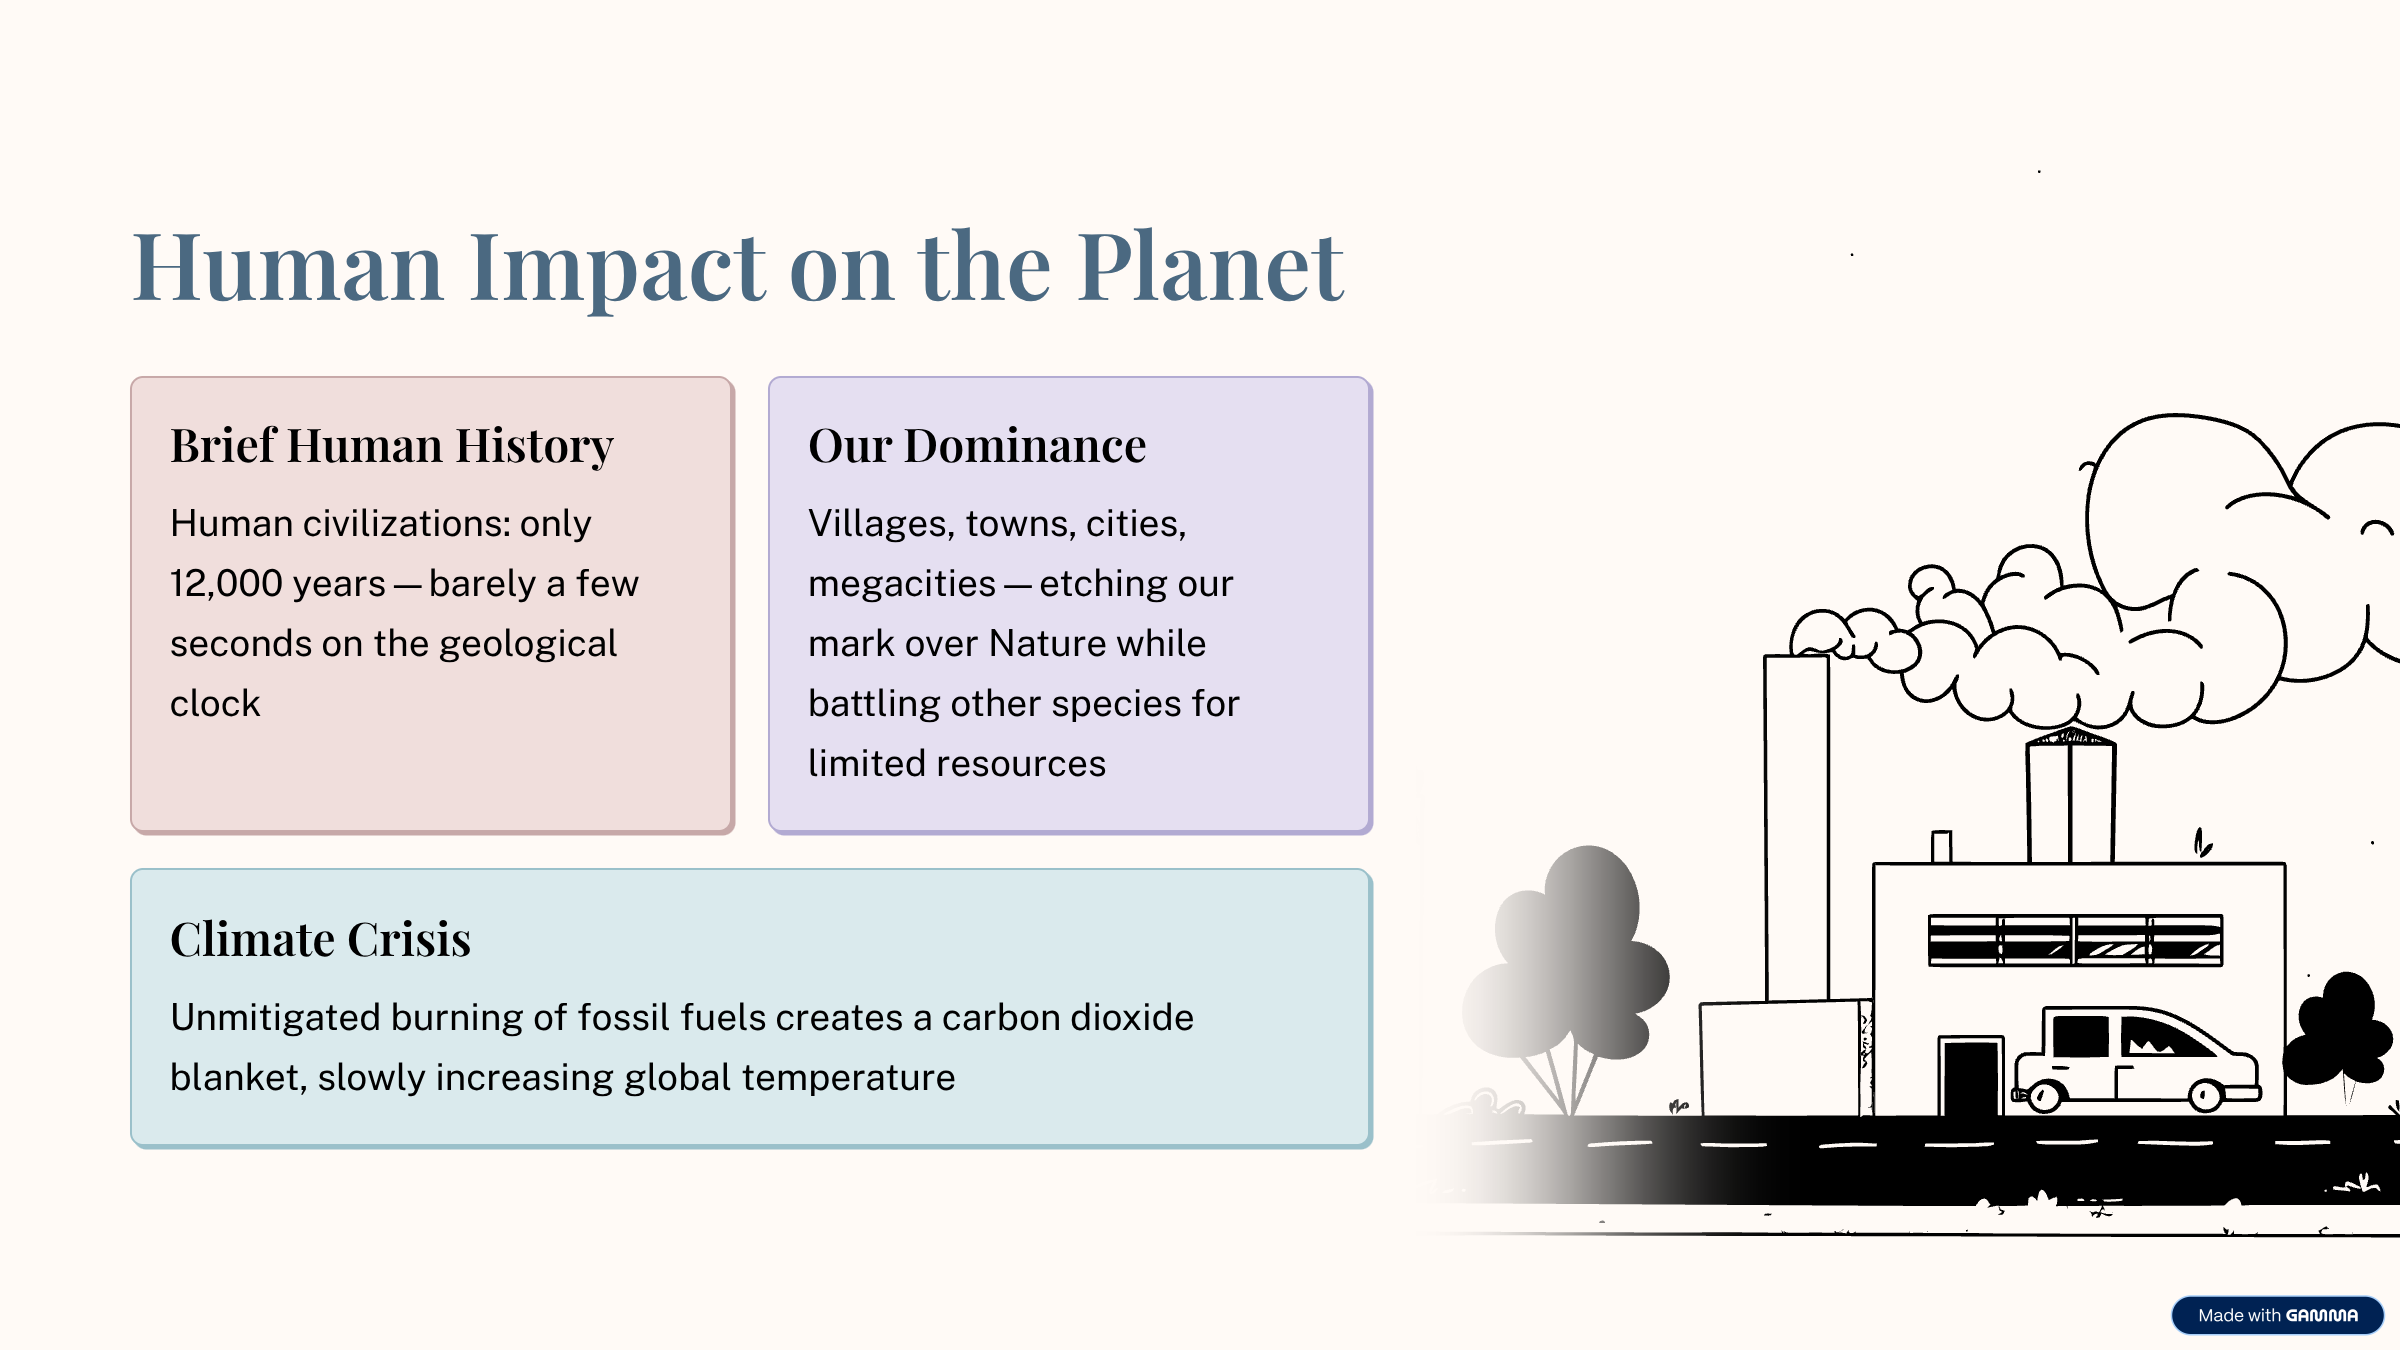 Human Impact on the Planet
Brief Human History
Human civilizations: only
12,000 years — barely a few
seconds on the geological
clock
Our Dominance
Villages, towns, cities,
megacities — etching our
mark over Nature while
battling other species for
limited resources
Climate Crisis
Unmitigated burning of fossil fuels creates a carbon dioxide
blanket, slowly increasing global temperature
Made with GAMMA